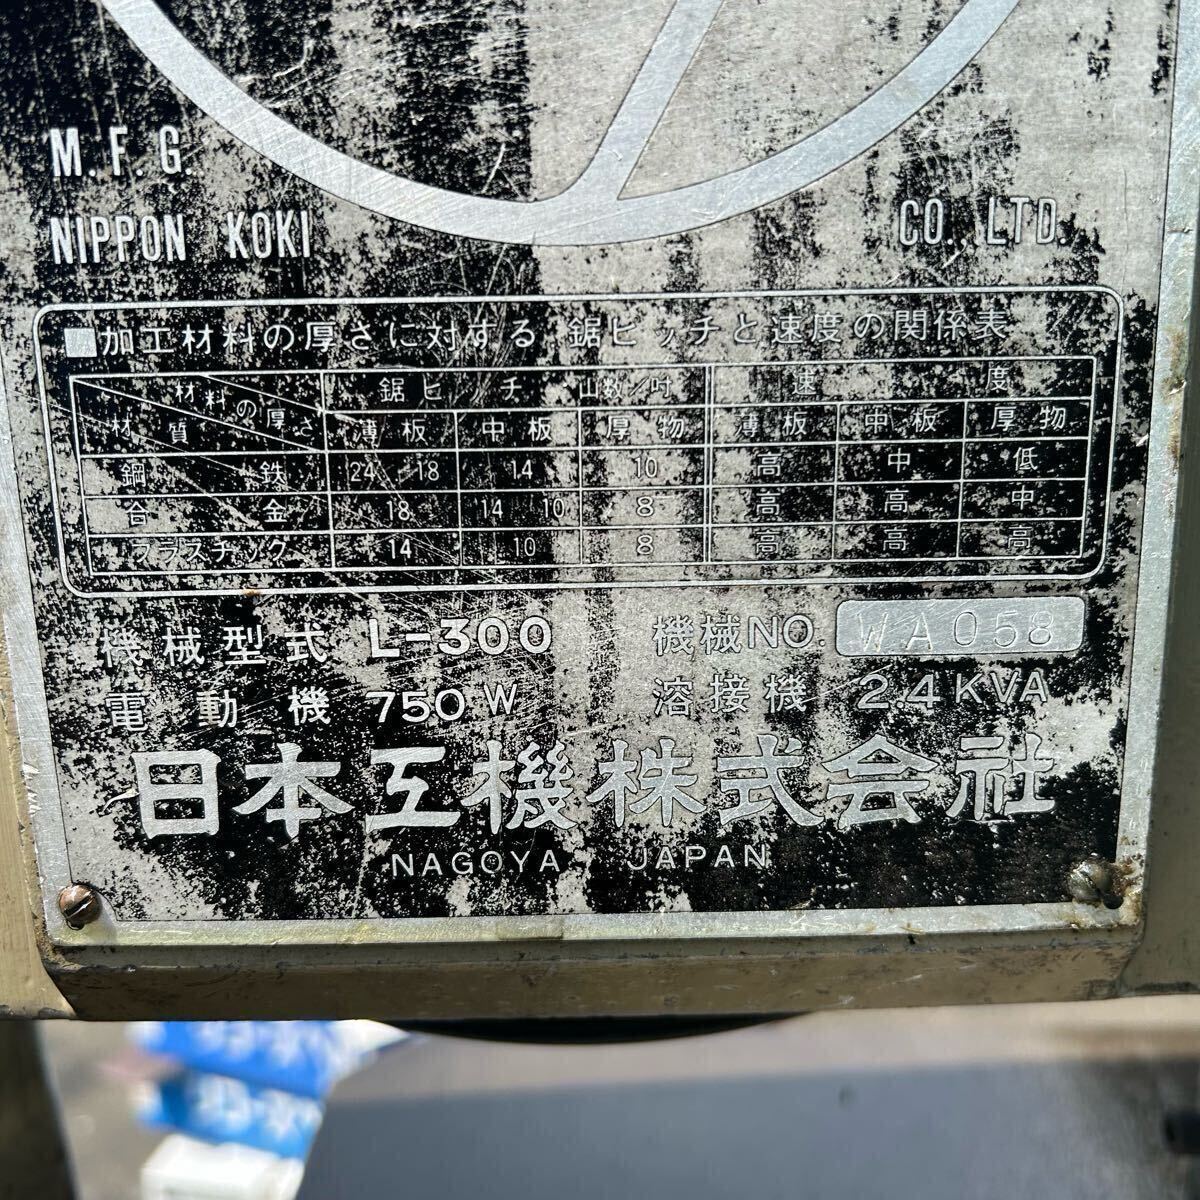 M.F.G.
NIPPON KOKI CO., LTD.
■加工材料の厚さに対する 鋸ピッチと速度の関係表
材料の厚さ 鋸ピッチ 山数/吋 速度
材質 薄板 中板 厚物 薄板 中板 厚物
鋼鉄 24 18 14 10 高 中 低
合金 18 14 10 8 高 高 中
プラスチック 14 10 8 高 高 高
機械型式 L-300 機械NO. WA058
電動機 750W 溶接機 2.4KVA
日本工機株式会社
NAGOYA JAPAN